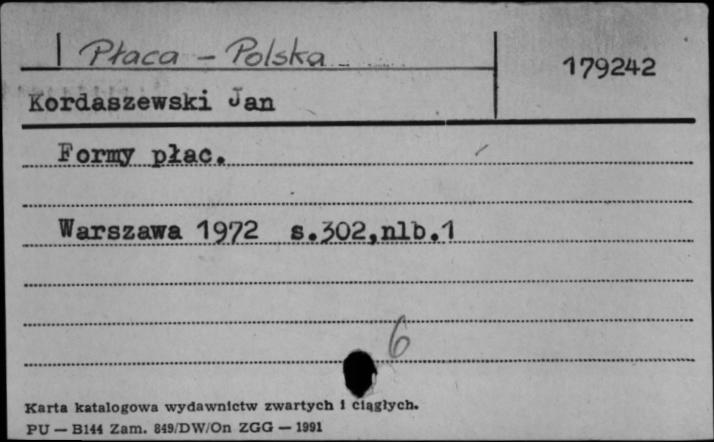 Płaca - Polska
179242
Kordaszewski Jan
Formy płac.
Warszawa 1972 s.302,nlb.1
6
Karta katalogowa wydawnictw zwartych i ciągłych.
PU — B144 Zam. 849/DW/On ZGG — 1991